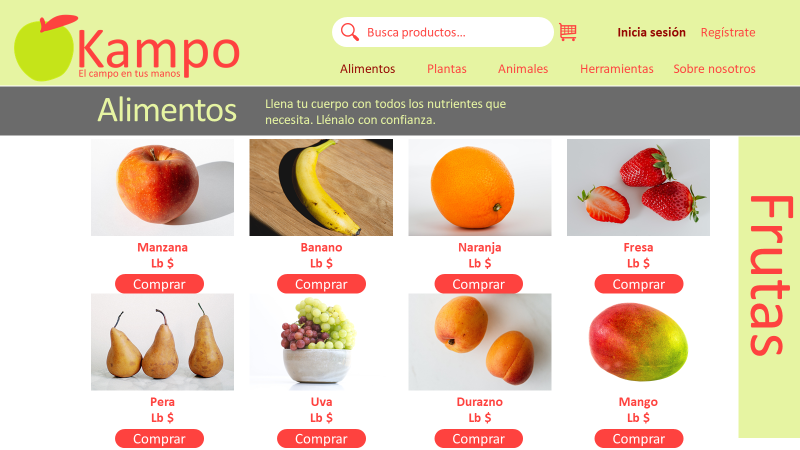 Kampo
El campo en tus manos
Busca productos...
Inicia sesión
Regístrate
Alimentos
Plantas
Animales
Herramientas
Sobre nosotros
Alimentos
Llena tu cuerpo con todos los nutrientes que
necesita. Llénalo con confianza.
Frutas
Manzana
Lb $
Comprar
Banano
Lb $
Comprar
Naranja
Lb $
Comprar
Fresa
Lb $
Comprar
Pera
Lb $
Comprar
Uva
Lb $
Comprar
Durazno
Lb $
Comprar
Mango
Lb $
Comprar